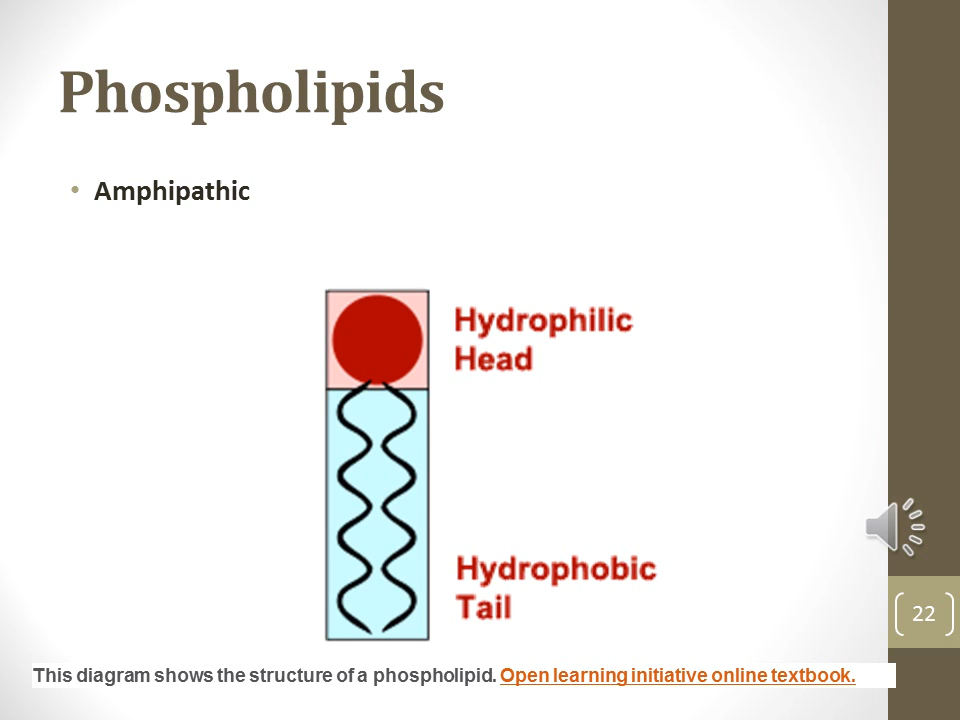 Phospholipids
• Amphipathic
Hydrophilic
Head
Hydrophobic
Tail
22
This diagram shows the structure of a phospholipid. Open learning initiative online textbook.